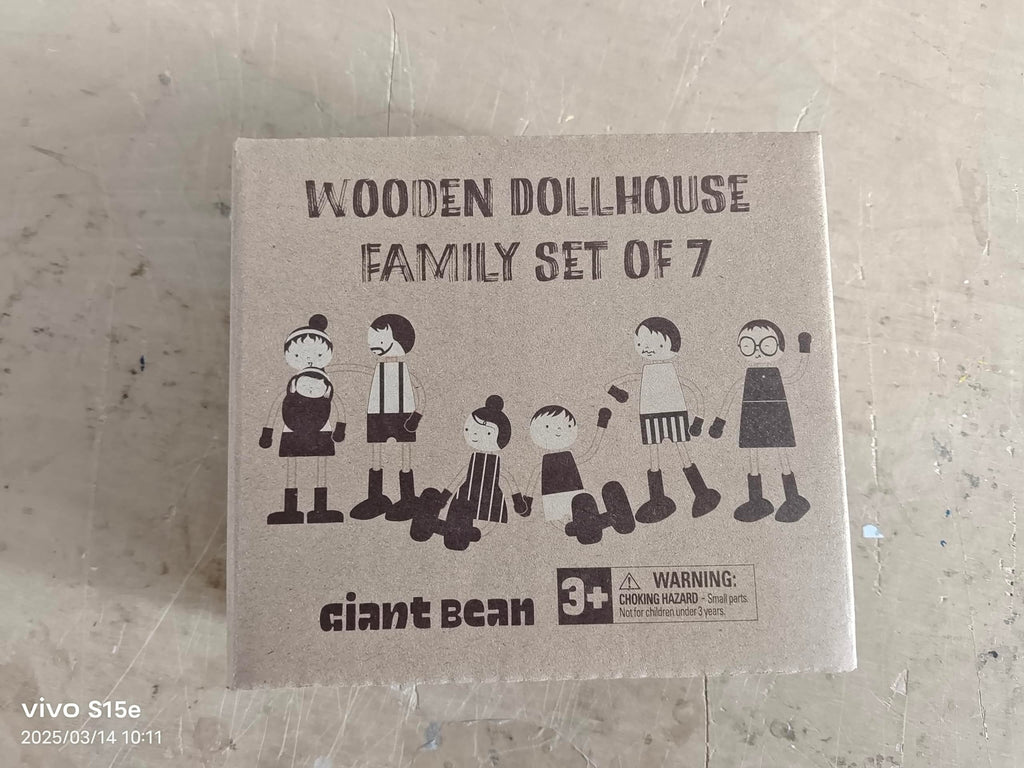 WOODEN DOLLHOUSE
FAMILY SET OF 7
Giant Bean
3+
WARNING:
CHOKING HAZARD - Small parts.
Not for children under 3 years.
vivo S15e
2025/03/14 10:11